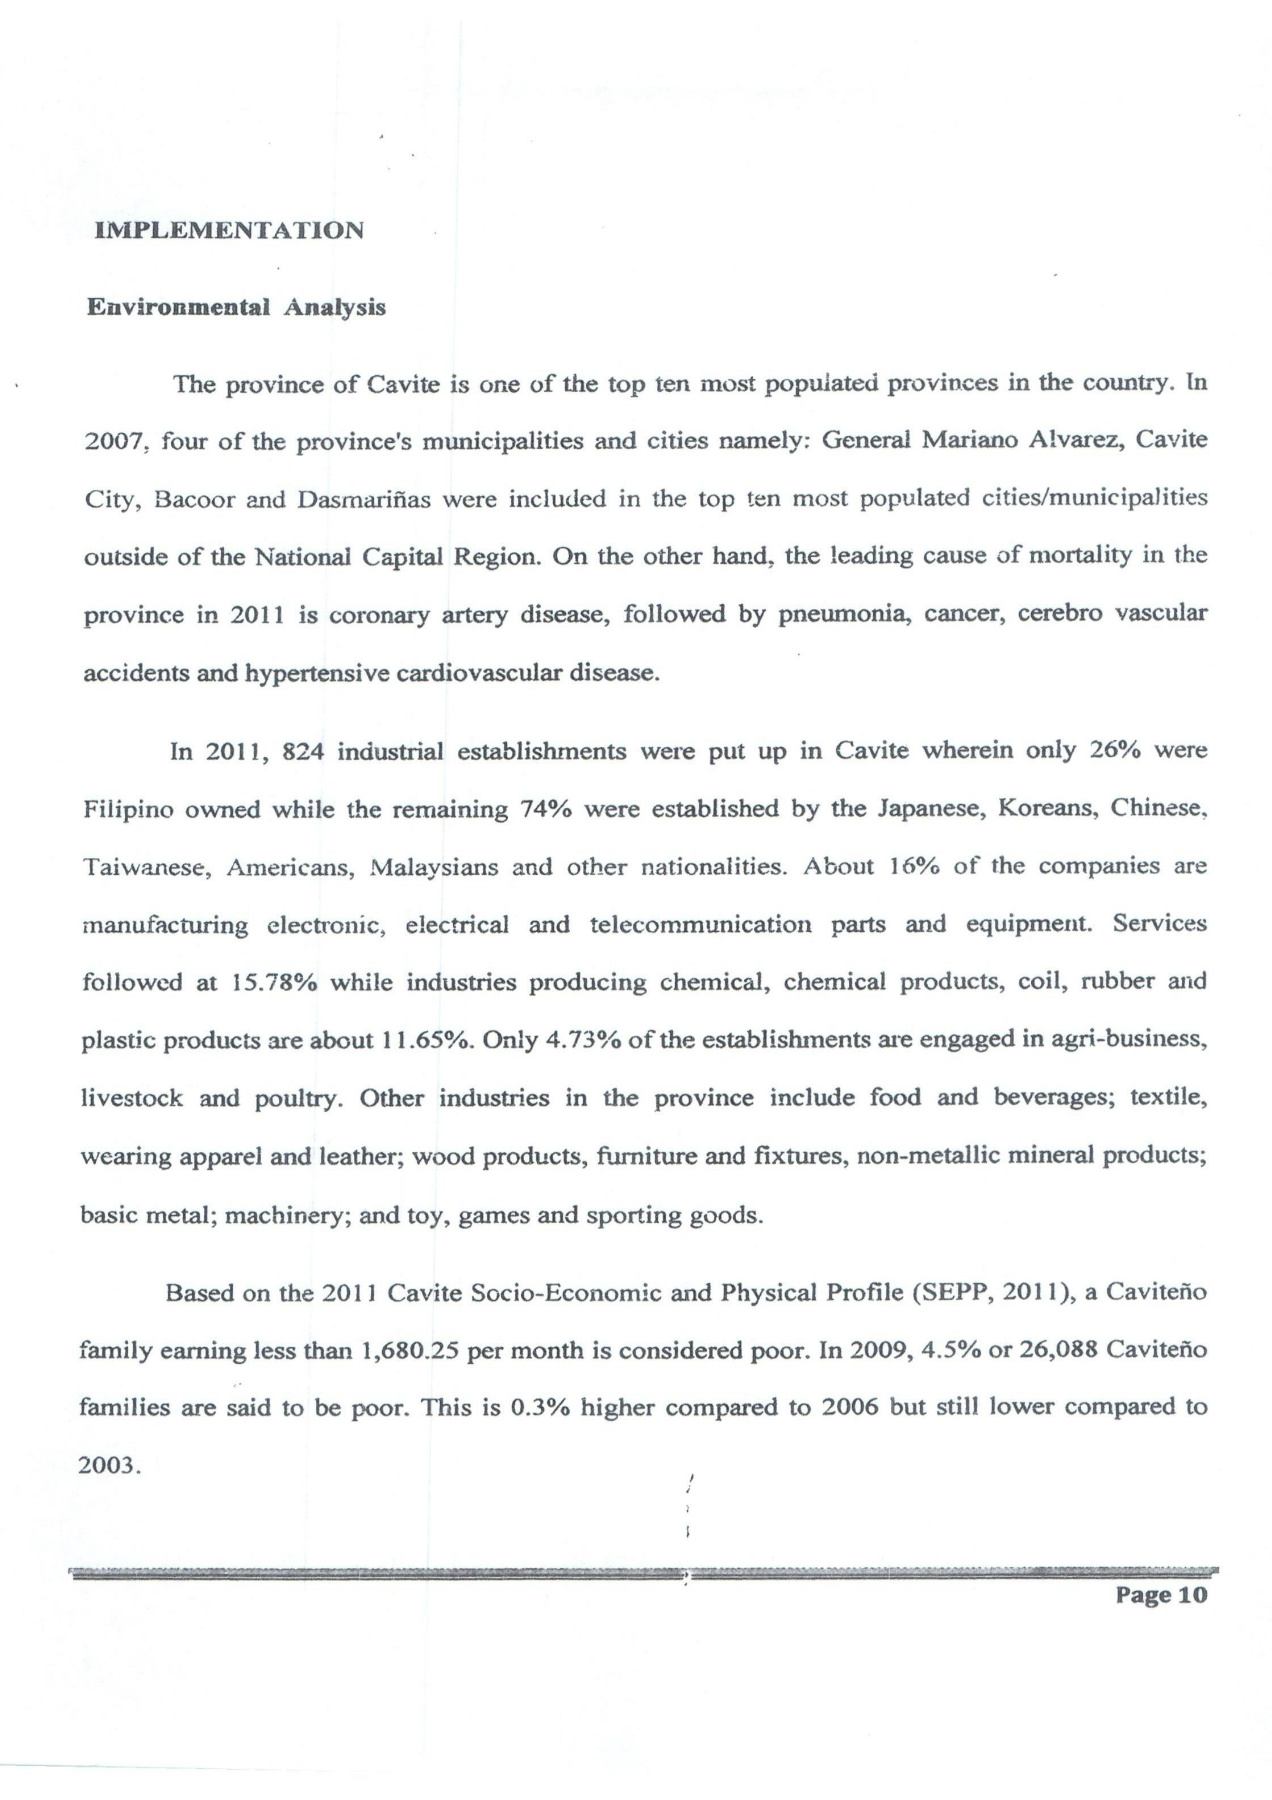 IMPLEMENTATION
Environmental Analysis
The province of Cavite is one of the top ten most populated provinces in the country. In
2007, four of the province's municipalities and cities namely: General Mariano Alvarez, Cavite
City, Bacoor and Dasmariñas were included in the top ten most populated cities/municipalities
outside of the National Capital Region. On the other hand, the leading cause of mortality in the
province in 2011 is coronary artery disease, followed by pneumonia, cancer, cerebro vascular
accidents and hypertensive cardiovascular disease.
In 2011, 824 industrial establishments were put up in Cavite wherein only 26% were
Filipino owned while the remaining 74% were established by the Japanese, Koreans, Chinese,
Taiwanese, Americans, Malaysians and other nationalities. About 16% of the companies are
manufacturing electronic, electrical and telecommunication parts and equipment. Services
followed at 15.78% while industries producing chemical, chemical products, coil, rubber and
plastic products are about 11.65%. Only 4.73% of the establishments are engaged in agri-business,
livestock and poultry. Other industries in the province include food and beverages; textile,
wearing apparel and leather; wood products, furniture and fixtures, non-metallic mineral products;
basic metal; machinery; and toy, games and sporting goods.
Based on the 2011 Cavite Socio-Economic and Physical Profile (SEPP, 2011), a Caviteño
family earning less than 1,680.25 per month is considered poor. In 2009, 4.5% or 26,088 Caviteño
families are said to be poor. This is 0.3% higher compared to 2006 but still lower compared to
2003.
Page 10